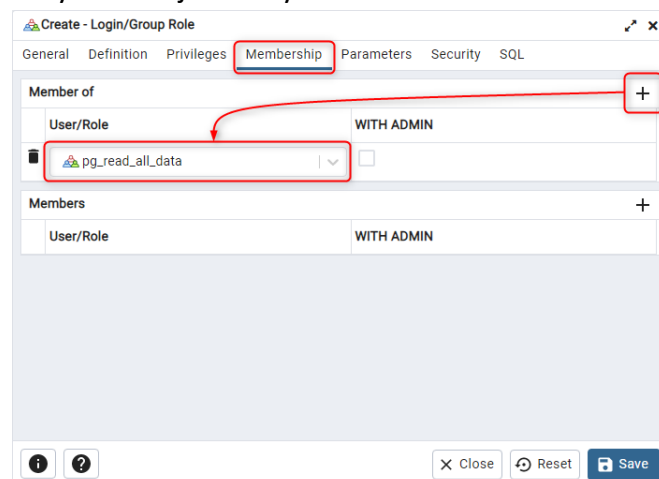 Create - Login/Group Role
General Definition Privileges Membership Parameters Security SQL
Member of
User/Role WITH ADMIN
pg_read_all_data
Members
User/Role WITH ADMIN
Close Reset Save